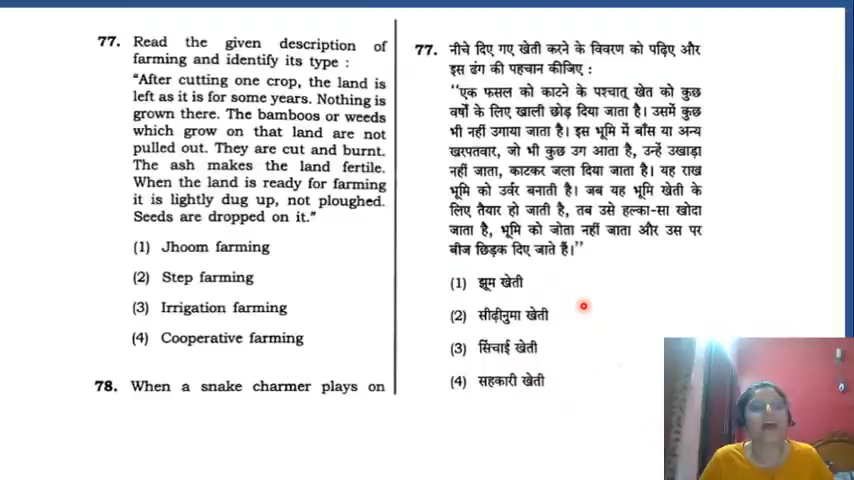 77. Read the given description of
farming and identify its type :
"After cutting one crop, the land is
left as it is for some years. Nothing is
grown there. The bamboos or weeds
which grow on that land are not
pulled out. They are cut and burnt.
The ash makes the land fertile.
When the land is ready for farming
it is lightly dug up, not ploughed.
Seeds are dropped on it."
(1) Jhoom farming
(2) Step farming
(3) Irrigation farming
(4) Cooperative farming
78. When a snake charmer plays on
77. नीचे दिए गए खेती करने के विवरण को पढ़िए और
इस ढंग की पहचान कीजिए :
"एक फसल को काटने के पश्चात् खेत को कुछ
वर्षों के लिए खाली छोड़ दिया जाता है। उसमें कुछ
भी नहीं उगाया जाता है। इस भूमि में बाँस या अन्य
खरपतवार, जो भी कुछ उग आता है, उन्हें उखाड़ा
नहीं जाता, काटकर जला दिया जाता है। यह राख
भूमि को उर्वर बनाती है। जब यह भूमि खेती के
लिए तैयार हो जाती है, तब उसे हल्का-सा खोदा
जाता है, भूमि को जोता नहीं जाता और उस पर
बीज छिड़क दिए जाते हैं।"
(1) झूम खेती
(2) सीढ़ीनुमा खेती
(3) सिंचाई खेती
(4) सहकारी खेती